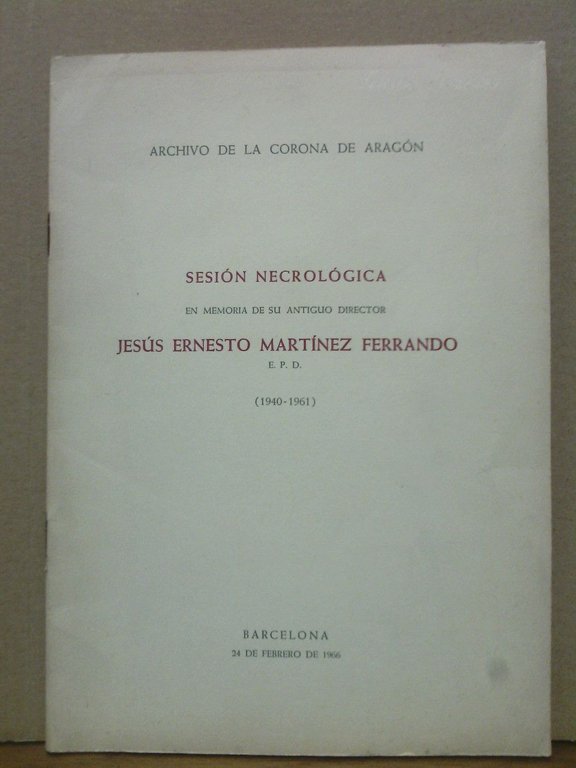 ARCHIVO DE LA CORONA DE ARAGÓN
SESIÓN NECROLÓGICA
EN MEMORIA DE SU ANTIGUO DIRECTOR
JESÚS ERNESTO MARTÍNEZ FERRANDO
E. P. D.
(1940-1961)
BARCELONA
24 DE FEBRERO DE 1966